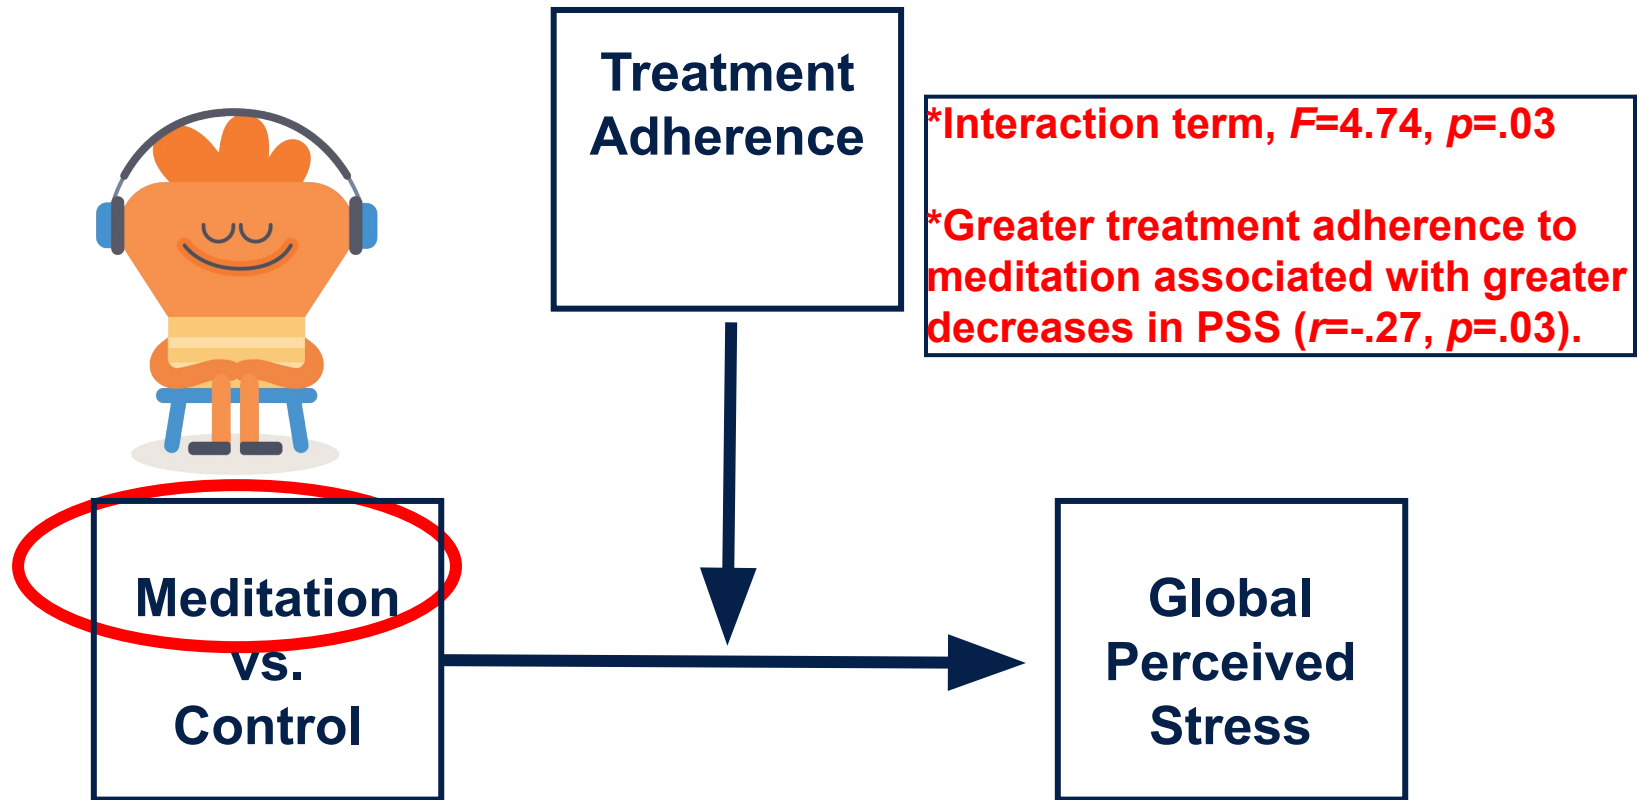 Treatment
Adherence
*Interaction term, F=4.74, p=.03
*Greater treatment adherence to
meditation associated with greater
decreases in PSS (r=-.27, p=.03).
Meditation
vs.
Control
Global
Perceived
Stress